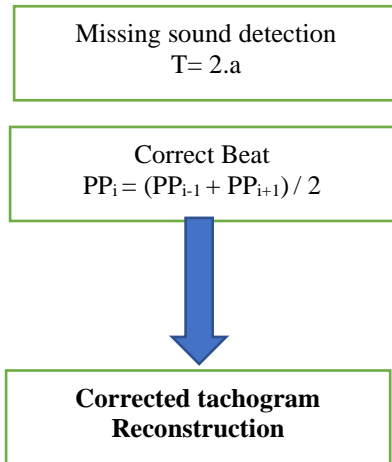 Missing sound detection
T= 2.a
Correct Beat
PPᵢ = (PPᵢ₋₁ + PPᵢ₊₁) / 2
Corrected tachogram
Reconstruction